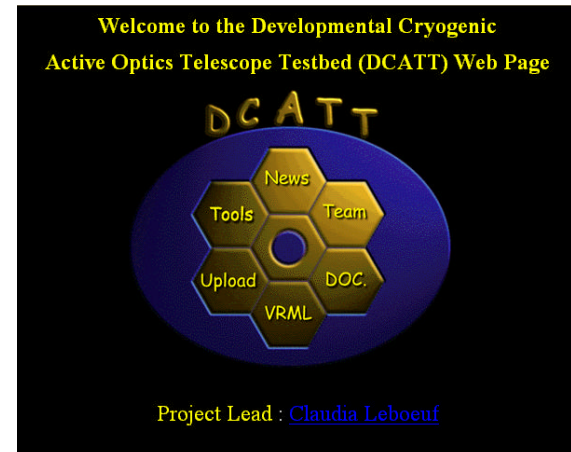 Welcome to the Developmental Cryogenic
Active Optics Telescope Testbed (DCATT) Web Page
DCATT
News
Tools
Team
Upload
DOC.
VRML
Project Lead : Claudia Leboeuf